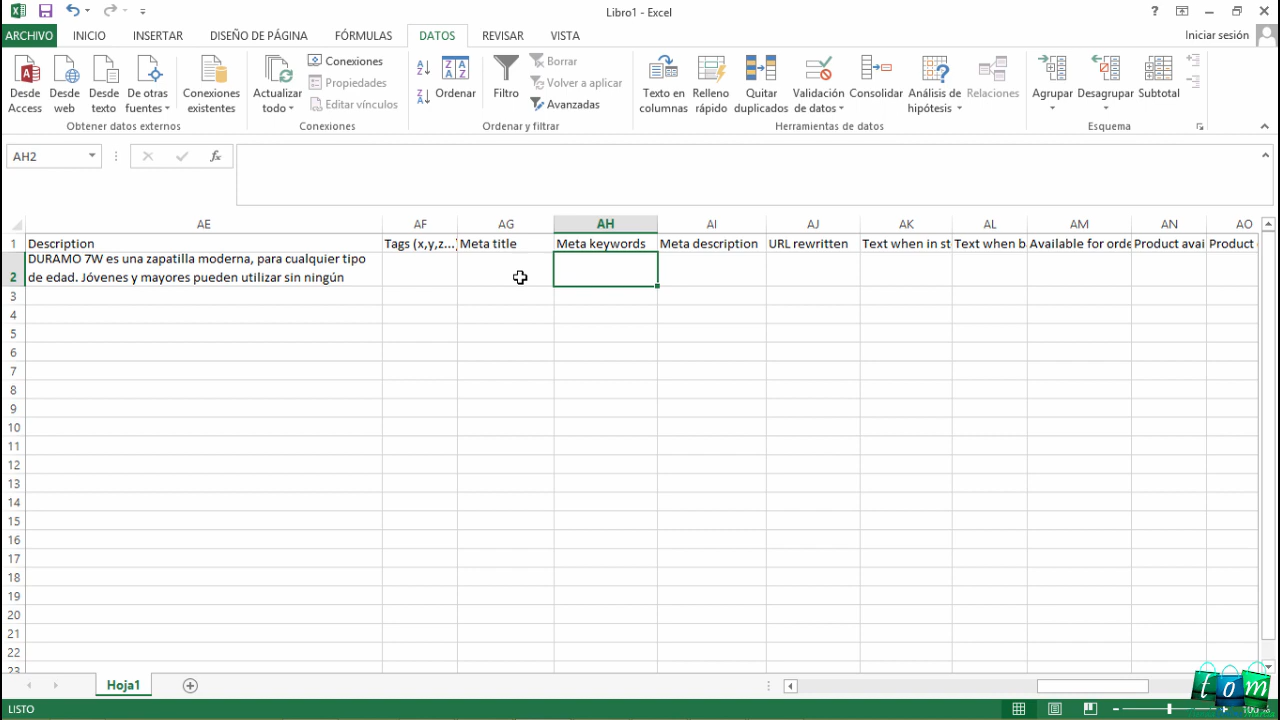 Libro1 - Excel
?
ARCHIVO INICIO INSERTAR DISEÑO DE PÁGINA FÓRMULAS DATOS REVISAR VISTA Iniciar sesión
Desde Access
Desde web
Desde texto
De otras fuentes
Obtener datos externos
Conexiones existentes
Actualizar todo
Conexiones
Propiedades
Editar vínculos
Conexiones
Ordenar
Filtro
Borrar
Volver a aplicar
Avanzadas
Ordenar y filtrar
Texto en columnas
Relleno rápido
Quitar duplicados
Validación de datos
Consolidar
Análisis de hipótesis
Relaciones
Herramientas de datos
Agrupar
Desagrupar
Subtotal
Esquema
AH2 fx
AE AF AG AH AI AJ AK AL AM AN AO
1 Description Tags (x,y,z... Meta title Meta keywords Meta description URL rewritten Text when in st Text when b Available for orde Product avai Product
DURAMO 7W es una zapatilla moderna, para cualquier tipo
2 de edad. Jóvenes y mayores pueden utilizar sin ningún
3
4
5
6
7
8
9
10
11
12
13
14
15
16
17
18
19
20
21
22
23
Hoja1
tom
LISTO 100 %